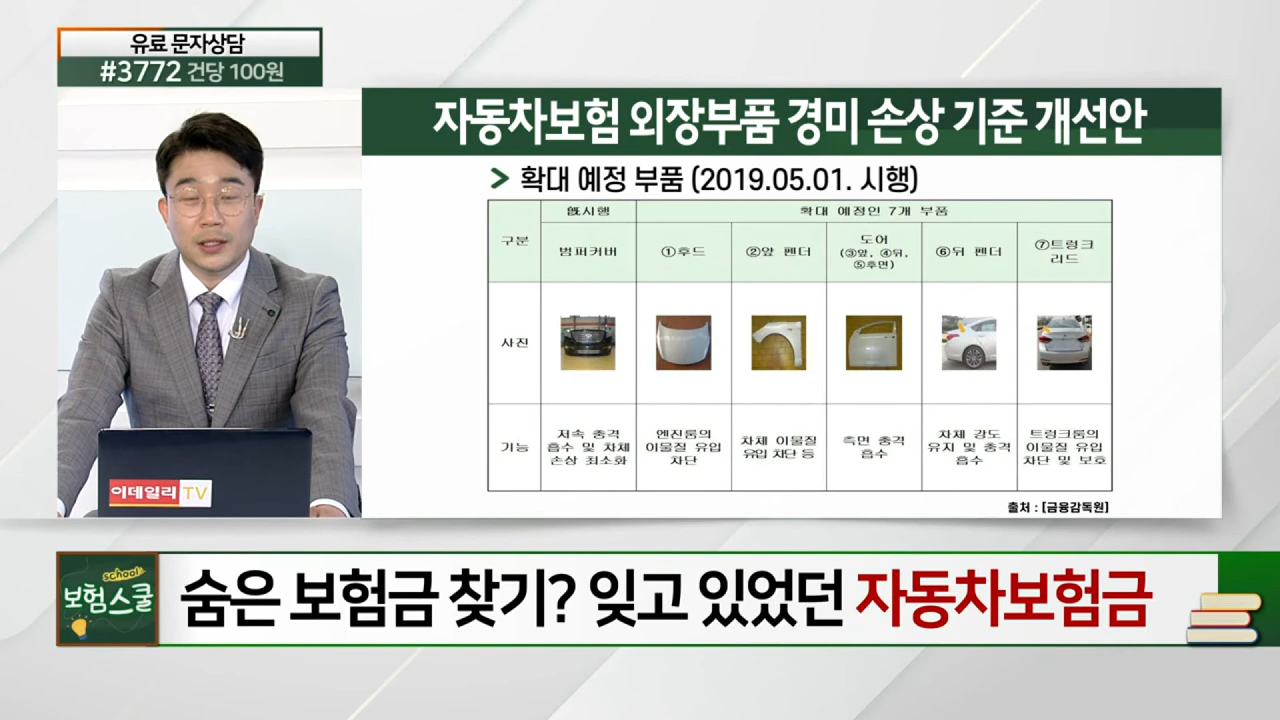 유료 문자상담
#3772 건당 100원
자동차보험 외장부품 경미 손상 기준 개선안
확대 예정 부품 (2019.05.01. 시행)
구분
旣시행
확대 예정인 7개 부품
범퍼커버
①후드
②앞 펜더
도어
(③앞, ④뒤,
⑤후면)
⑥뒤 펜더
⑦트렁크
리드
사진
기능
저속 충격
흡수 및 차체
손상 최소화
엔진룸의
이물질 유입
차단
차체 이물질
유입 차단 등
측면 충격
흡수
차체 강도
유지 및 충격
흡수
트렁크룸의
이물질 유입
차단 및 보호
출처 : [금융감독원]
이데일리 TV
school
보험스쿨
숨은 보험금 찾기? 잊고 있었던 자동차보험금